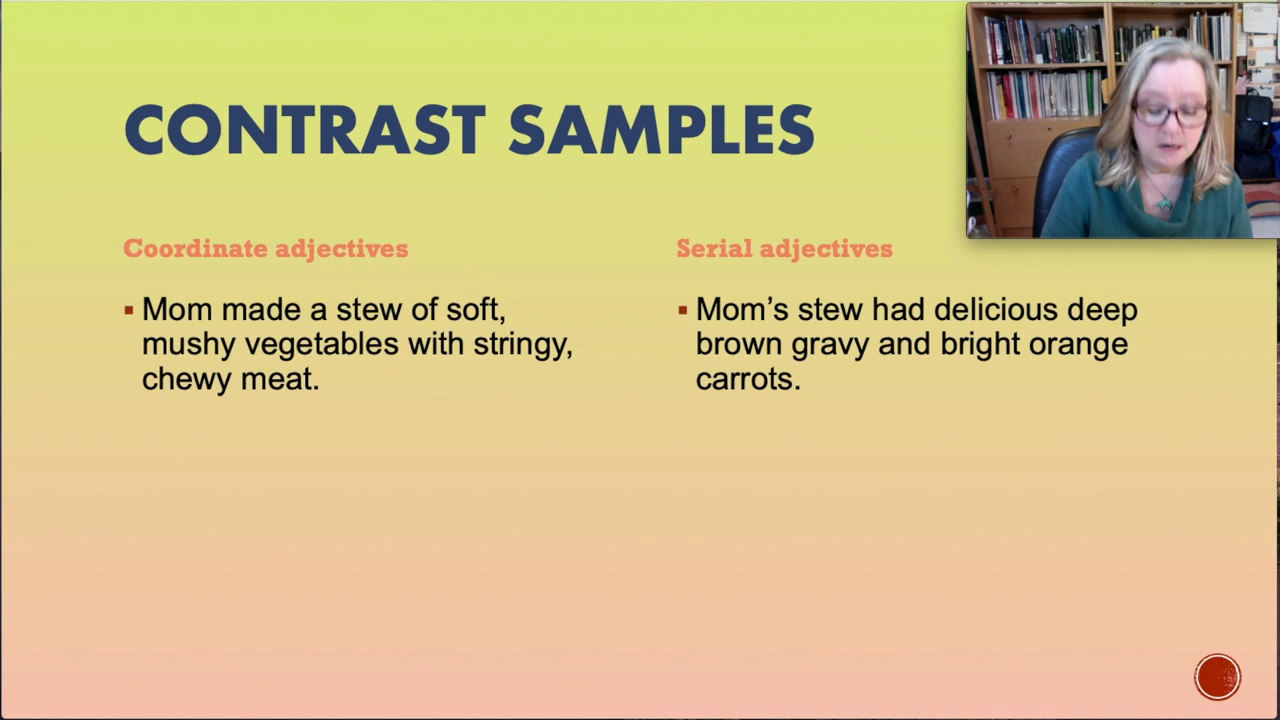 CONTRAST SAMPLES
Coordinate adjectives
Mom made a stew of soft,
mushy vegetables with stringy,
chewy meat.
Serial adjectives
Mom’s stew had delicious deep
brown gravy and bright orange
carrots.